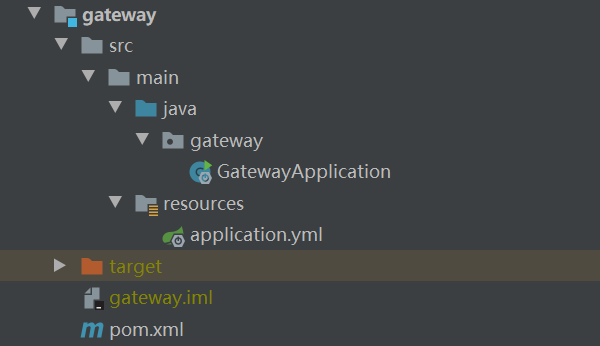 gateway
src
main
java
gateway
GatewayApplication
resources
application.yml
target
gateway.iml
pom.xml